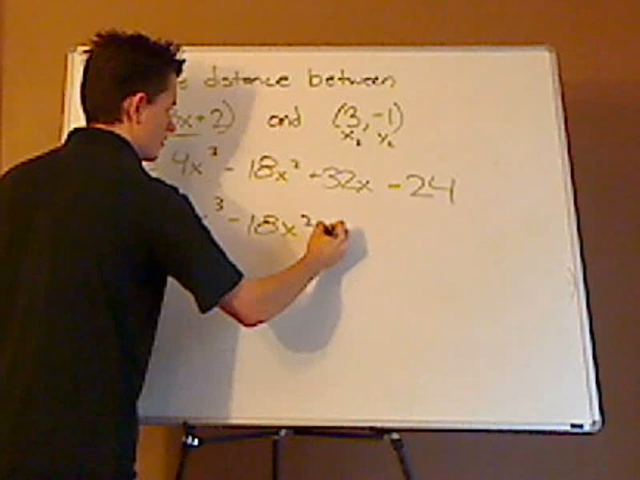 distance between
x+2) and (3,-1)
x₂ y₂
4x³ - 18x² + 32x - 24
³ - 18x²